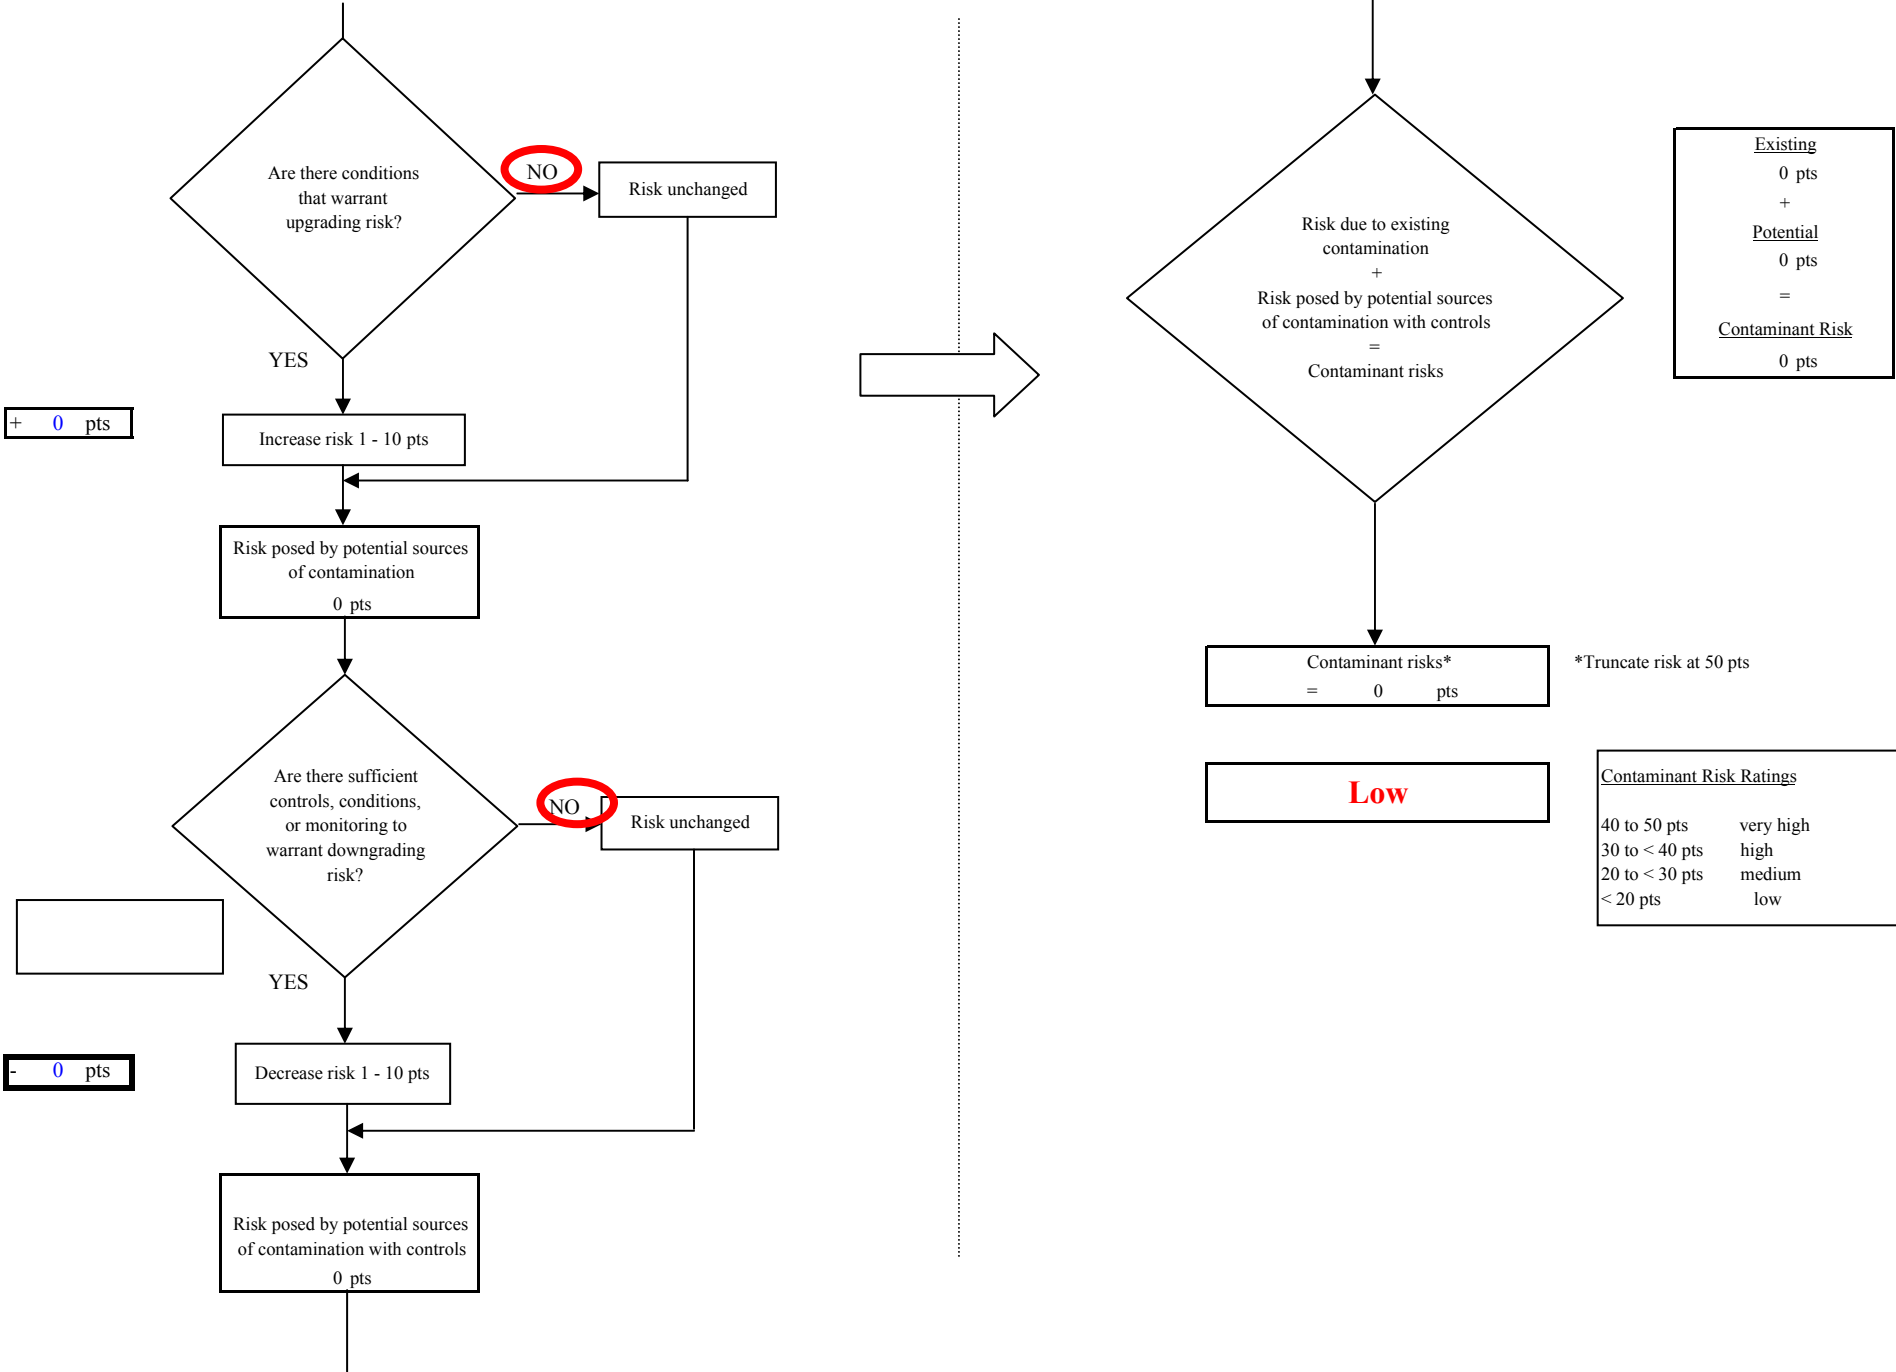 Are there conditions
that warrant
upgrading risk?
NO
Risk unchanged
YES
+ 0 pts
Increase risk 1 - 10 pts
Risk posed by potential sources
of contamination
0 pts
Are there sufficient
controls, conditions,
or monitoring to
warrant downgrading
risk?
NO
Risk unchanged
YES
- 0 pts
Decrease risk 1 - 10 pts
Risk posed by potential sources
of contamination with controls
0 pts
Risk due to existing
contamination
+
Risk posed by potential sources
of contamination with controls
=
Contaminant risks
Existing
0 pts
+
Potential
0 pts
=
Contaminant Risk
0 pts
Contaminant risks*
= 0 pts
*Truncate risk at 50 pts
Low
Contaminant Risk Ratings
40 to 50 pts very high
30 to < 40 pts high
20 to < 30 pts medium
< 20 pts low